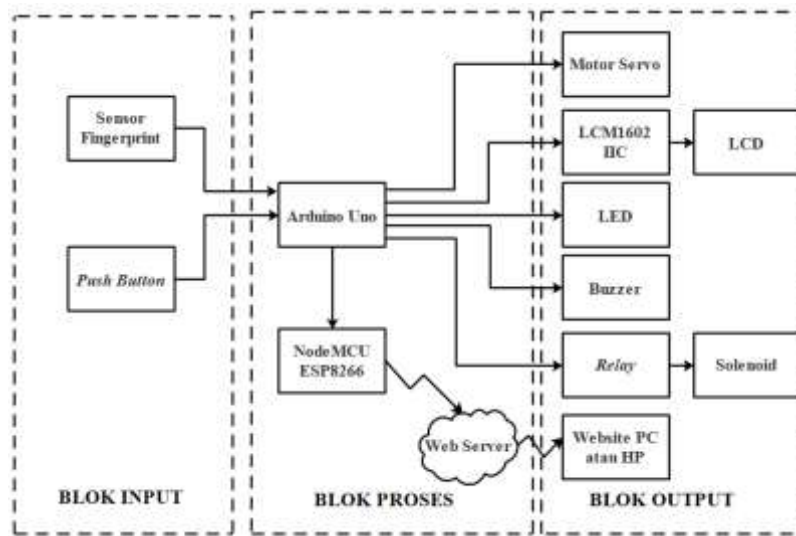 Sensor
Fingerprint
Push Button
BLOK INPUT
Arduino Uno
NodeMCU
ESP8266
Web Server
BLOK PROSES
Motor Servo
LCM1602
IIC
LCD
LED
Buzzer
Relay
Solenoid
Website PC
atau HP
BLOK OUTPUT